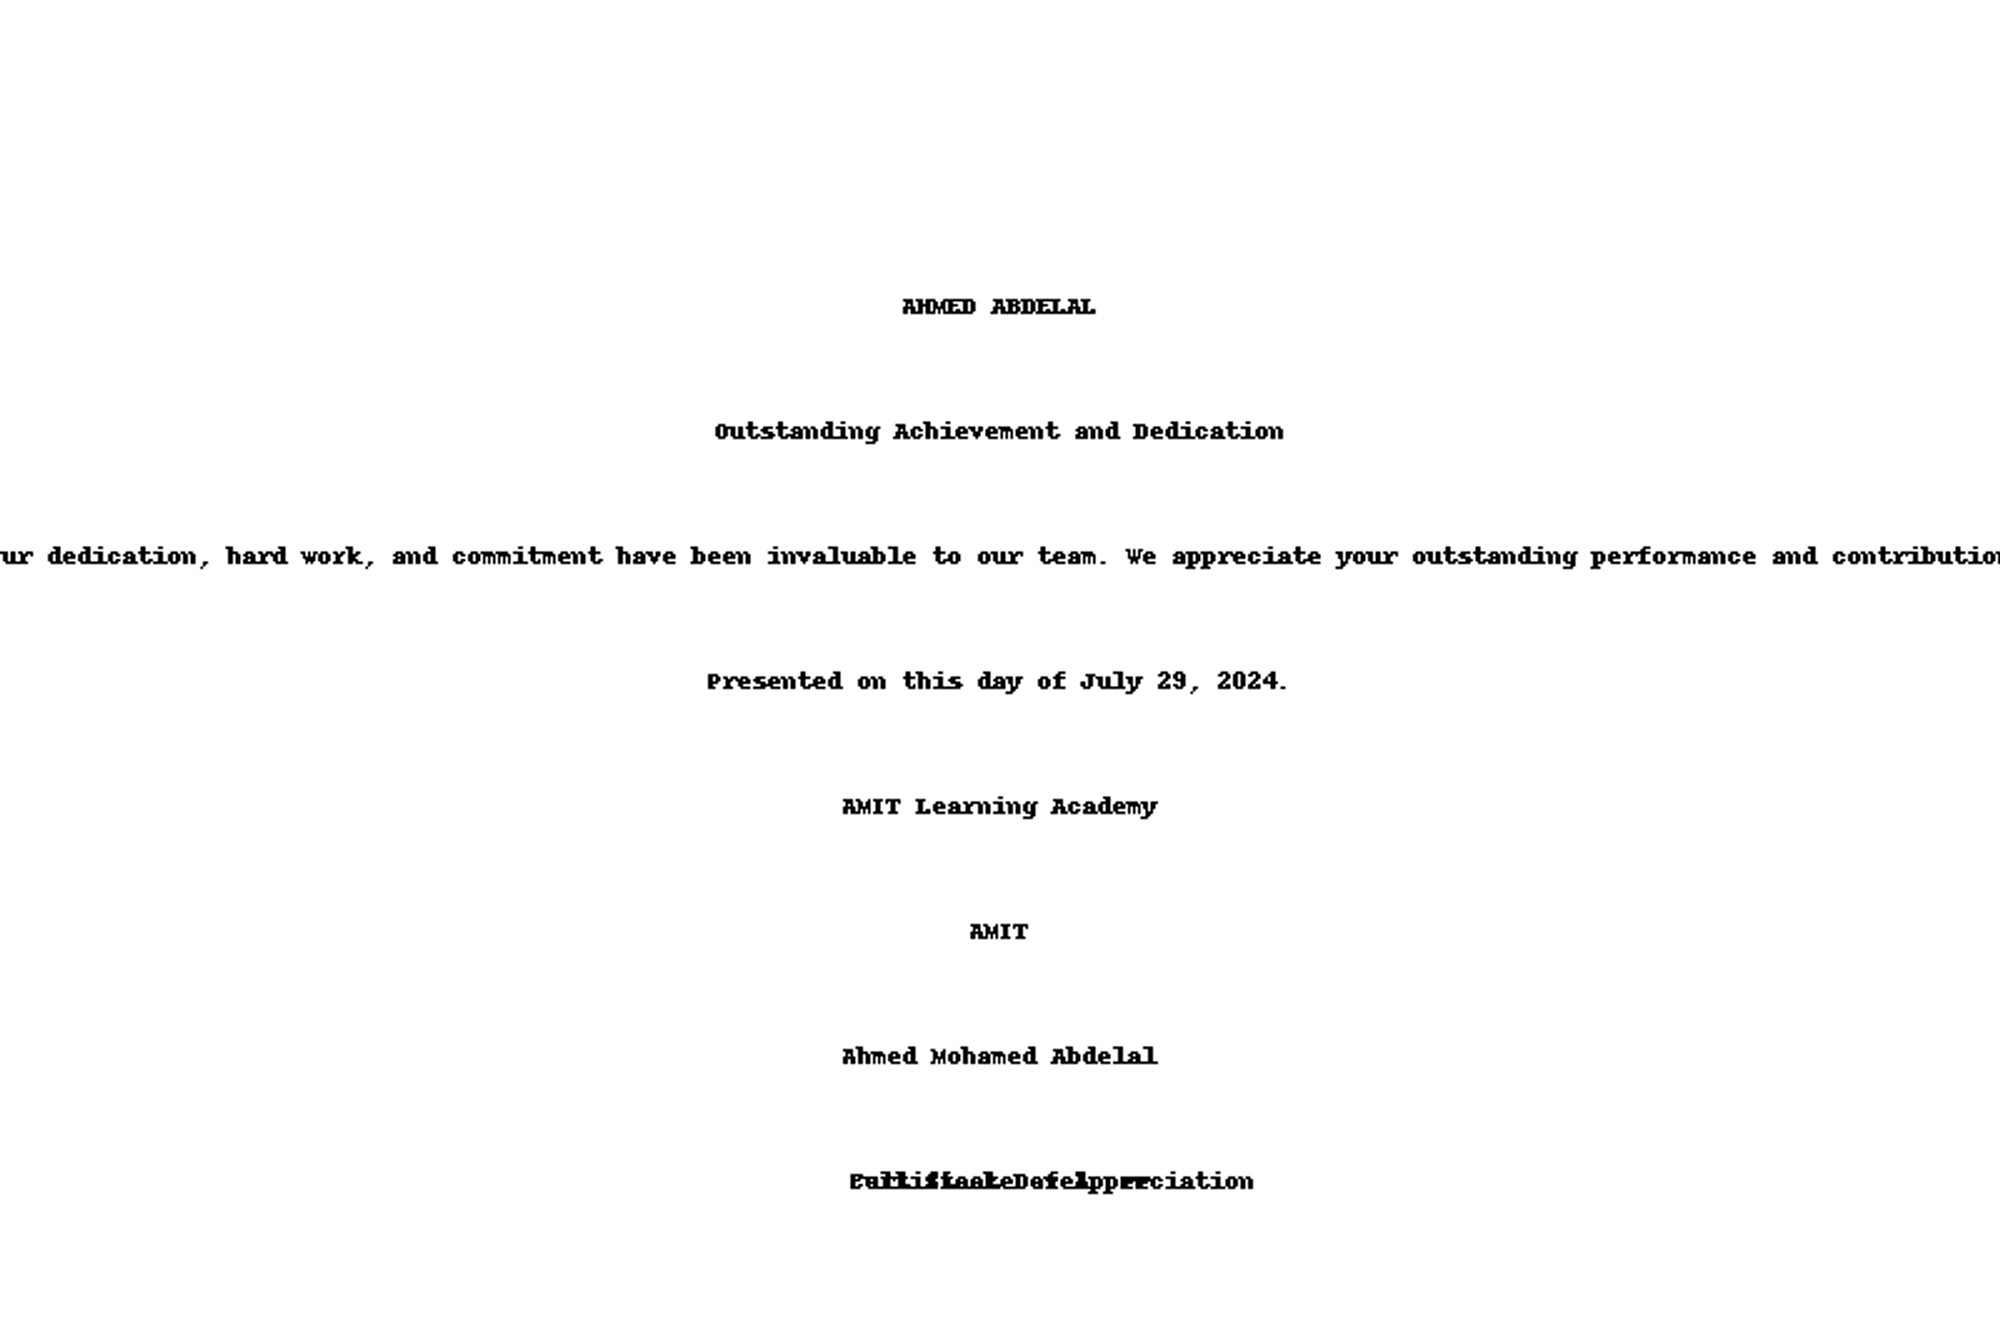 AHMED ABDELAL
Outstanding Achievement and Dedication
ur dedication, hard work, and commitment have been invaluable to our team. We appreciate your outstanding performance and contribution
Presented on this day of July 29, 2024.
AMIT Learning Academy
AMIT
Ahmed Mohamed Abdelal